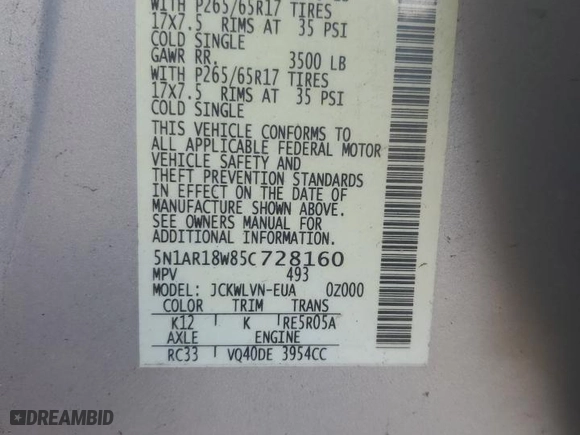 WITH P265/65R17 TIRES
17X7.5 RIMS AT 35 PSI
COLD SINGLE
GAWR RR. 3500 LB
WITH P265/65R17 TIRES
17X7.5 RIMS AT 35 PSI
COLD SINGLE
THIS VEHICLE CONFORMS TO
ALL APPLICABLE FEDERAL MOTOR
VEHICLE SAFETY AND
THEFT PREVENTION STANDARDS
IN EFFECT ON THE DATE OF
MANUFACTURE SHOWN ABOVE.
SEE OWNERS MANUAL FOR
ADDITIONAL INFORMATION.
5N1AR18W85C728160
MPV 493
MODEL: JCKWLVN-EUA 0Z000
COLOR TRIM TRANS
K12 K RE5R05A
AXLE ENGINE
RC33 VQ40DE 3954CC
DREAMBID